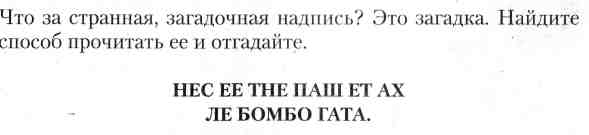 Что за странная, загадочная надпись? Это загадка. Найдите
способ прочитать ее и отгадайте.
НЕС ЕЕ ТНЕ ПАШ ЕТ АХ
ЛЕ БОМБО ГАТА.